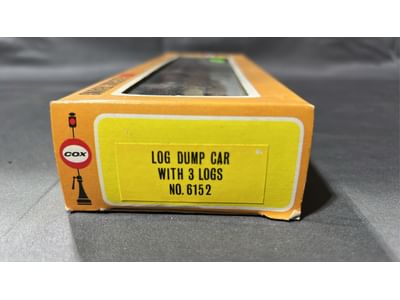 COX
LOG DUMP CAR
WITH 3 LOGS
NO. 6152